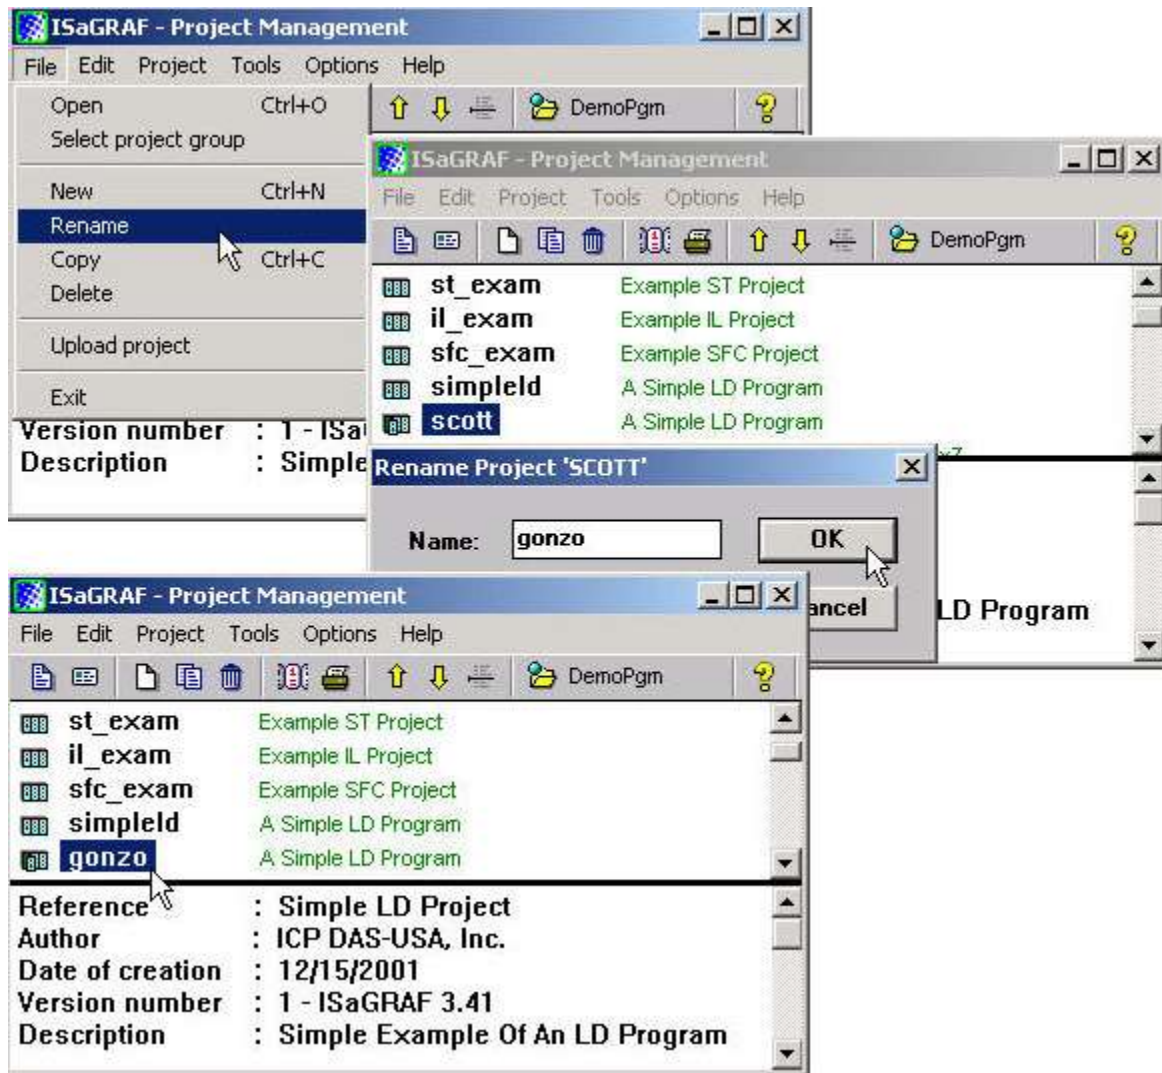 ISaGRAF - Project Management
File Edit Project Tools Options Help
Open Ctrl+O
Select project group
New Ctrl+N
Rename
Copy Ctrl+C
Delete
Upload project
Exit
DemoPgm
Version number : 1 - ISa
Description : Simple
ISaGRAF - Project Management
File Edit Project Tools Options Help
DemoPgm
st_exam Example ST Project
il_exam Example IL Project
sfc_exam Example SFC Project
simpleld A Simple LD Program
scott A Simple LD Program
Rename Project 'SCOTT'
Name: gonzo OK
ancel
LD Program
ISaGRAF - Project Management
File Edit Project Tools Options Help
DemoPgm
st_exam Example ST Project
il_exam Example IL Project
sfc_exam Example SFC Project
simpleld A Simple LD Program
gonzo A Simple LD Program
Reference : Simple LD Project
Author : ICP DAS-USA, Inc.
Date of creation : 12/15/2001
Version number : 1 - ISaGRAF 3.41
Description : Simple Example Of An LD Program